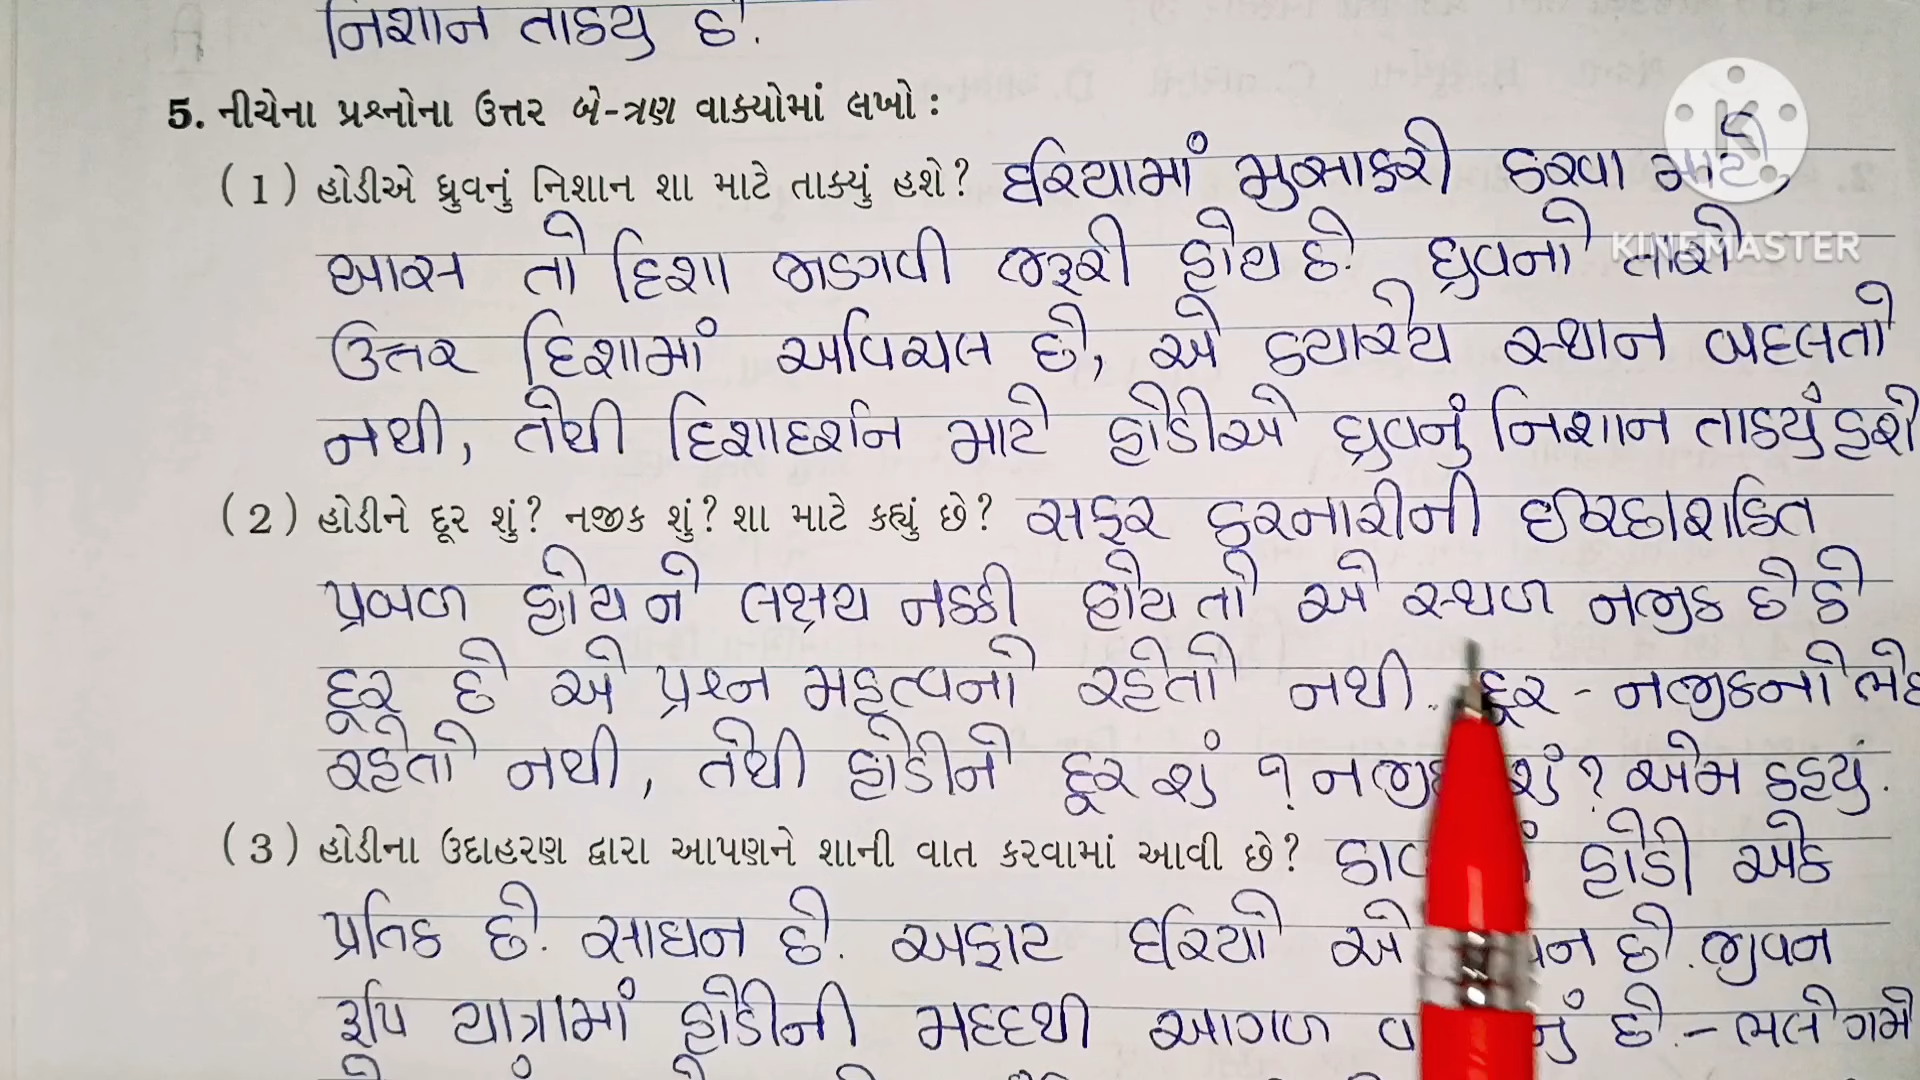 નિશાન તાક્યુ છે.
5. નીચેના પ્રશ્નોના ઉત્તર બે-ત્રણ વાક્યોમાં લખો :
(1) હોડીએ ધ્રુવનું નિશાન શા માટે તાક્યું હશે? દરિયામાં મુસાફરી કરવા માટે,
ખાસ તો દિશા જાળવવી જરૂરી હોય છે. ધ્રુવનો તારો
KINEMASTER
ઉત્તર દિશામાં અવિચલ છે, એ ક્યારેય સ્થાન બદલતો
નથી, તેથી દિશાદર્શન માટે હોડીએ ધ્રુવનું નિશાન તાક્યું હશે
(2) હોડીને દૂર શું? નજીક શું? શા માટે કહ્યું છે? સફર કરનારીની ઈચ્છાશક્તિ
પ્રબળ હોય ને લક્ષ્ય નક્કી હોય તો એ સ્થળ નજીક છે કે
દૂર છે એ પ્રશ્ન મહત્વનો રહેતો નથી. દૂર - નજીકનો ભેદ
રહેતો નથી, તેથી હોડીને દૂર શું ? નજીક શું ? એમ કહ્યું.
(3) હોડીના ઉદાહરણ દ્વારા આપણને શાની વાત કરવામાં આવી છે? હોડી એક
પ્રતિક છે. સાધન છે. અફાટ દરિયો એ છે. જીવન
રૂપિ યાત્રામાં હોડીની મદદથી આગળ છે. - ભલે ગમે